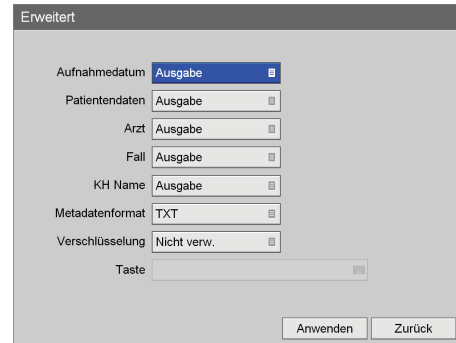 Erweitert
Aufnahmedatum Ausgabe
Patientendaten Ausgabe
Arzt Ausgabe
Fall Ausgabe
KH Name Ausgabe
Metadatenformat TXT
Verschlüsselung Nicht verw.
Taste
Anwenden Zurück